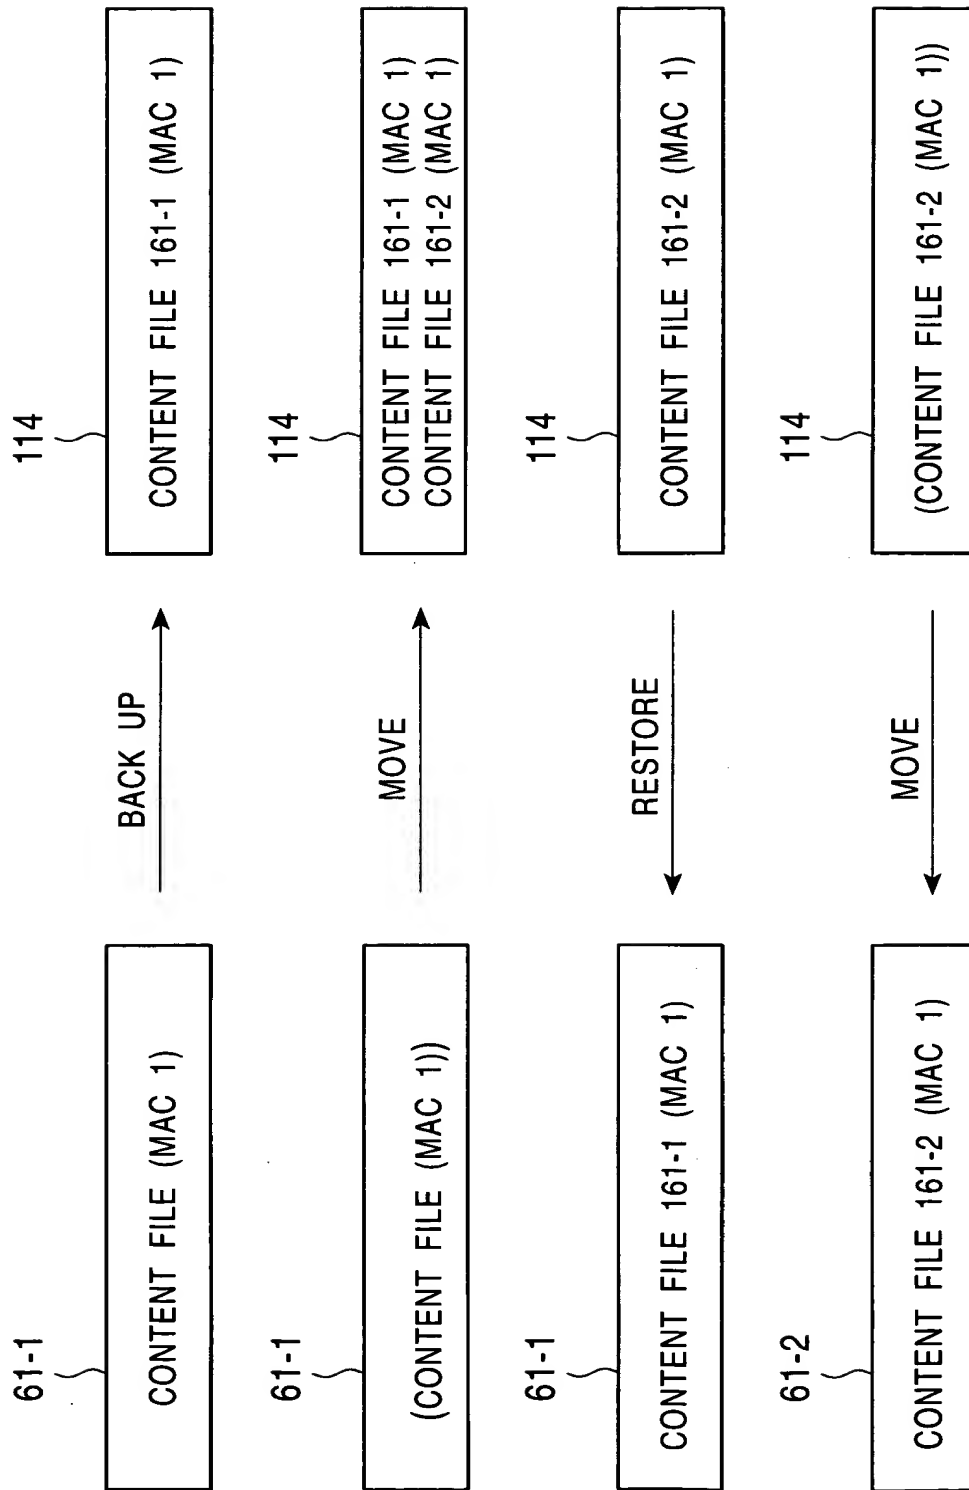 61-1
CONTENT FILE (MAC 1)
BACK UP
114
CONTENT FILE 161-1 (MAC 1)
61-1
(CONTENT FILE (MAC 1))
MOVE
114
CONTENT FILE 161-1 (MAC 1)
CONTENT FILE 161-2 (MAC 1)
61-1
CONTENT FILE 161-1 (MAC 1)
RESTORE
114
CONTENT FILE 161-2 (MAC 1)
61-2
CONTENT FILE 161-2 (MAC 1)
MOVE
114
(CONTENT FILE 161-2 (MAC 1))